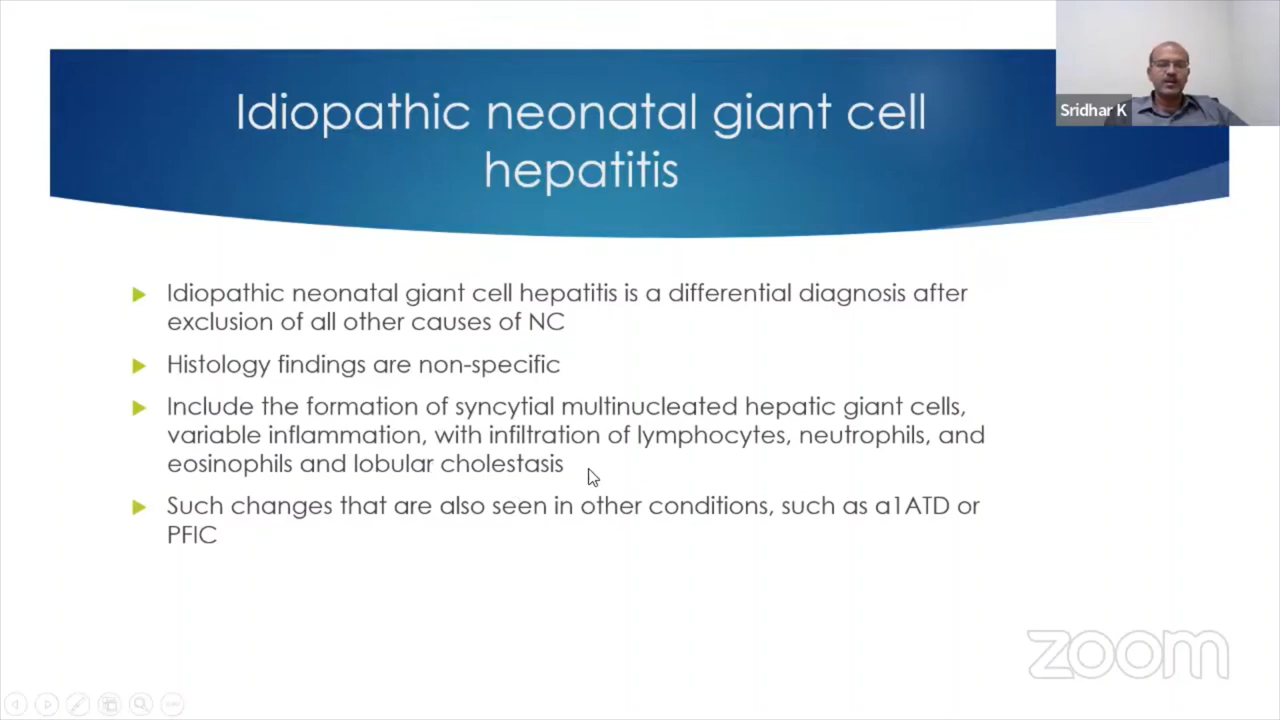 Idiopathic neonatal giant cell
hepatitis
Sridhar K
Idiopathic neonatal giant cell hepatitis is a differential diagnosis after
exclusion of all other causes of NC
Histology findings are non-specific
Include the formation of syncytial multinucleated hepatic giant cells,
variable inflammation, with infiltration of lymphocytes, neutrophils, and
eosinophils and lobular cholestasis
Such changes that are also seen in other conditions, such as a1ATD or
PFIC
zoom